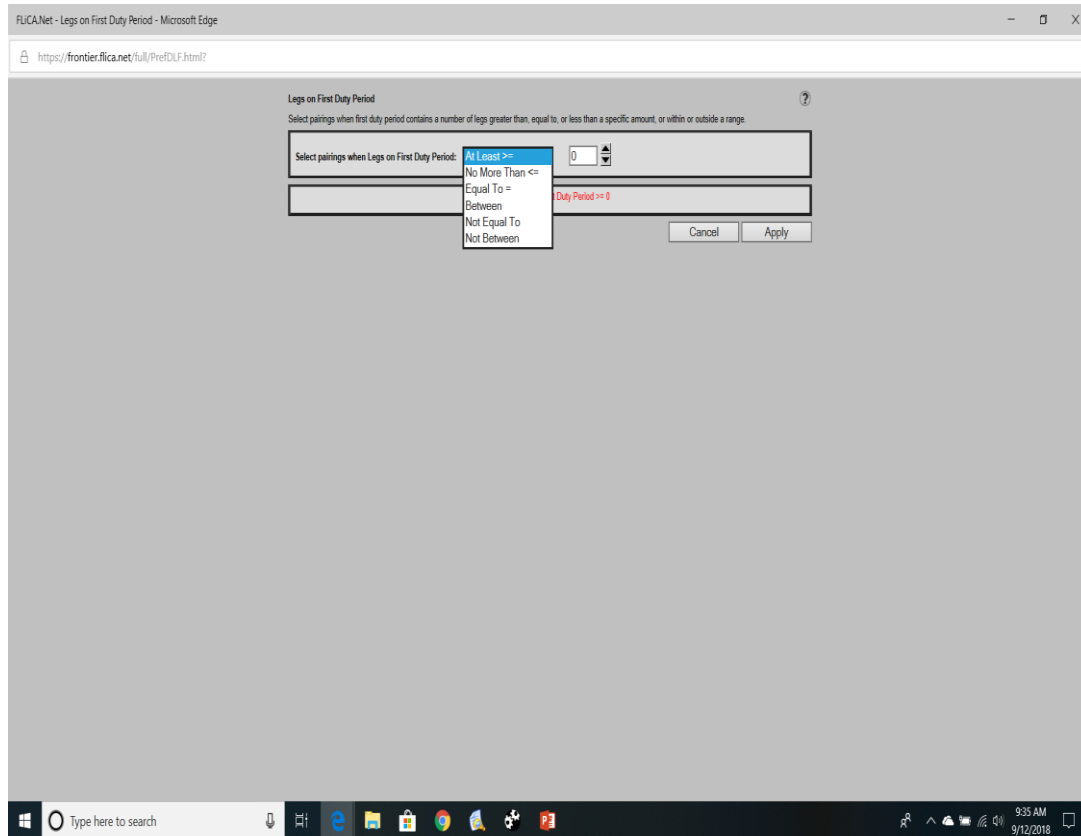 FLiCA.Net - Legs on First Duty Period - Microsoft Edge
https://frontier.flica.net/full/PrefDLF.html?
Legs on First Duty Period
?
Select pairings when first duty period contains a number of legs greater than, equal to, or less than a specific amount, or within or outside a range.
Select pairings when Legs on First Duty Period: At Least >= 0
No More Than <=
Equal To =
Between
Duty Period >= 0
Not Equal To
Not Between
Cancel Apply
Type here to search
9:35 AM
9/12/2018